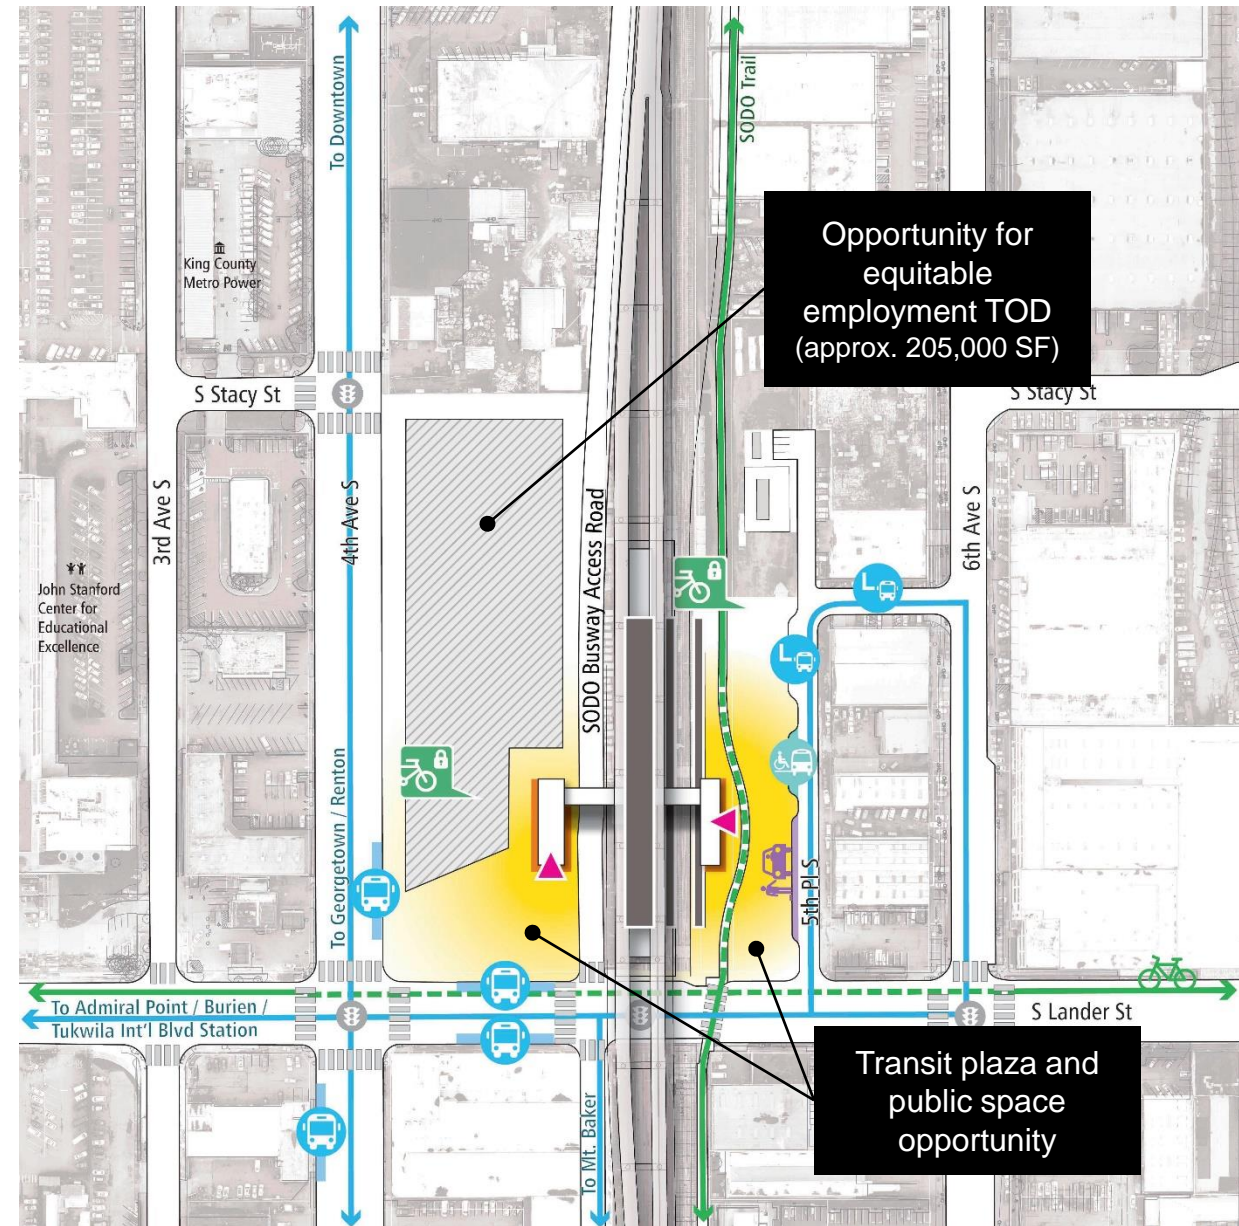 To Downtown
SODO Trail
King County
Metro Power
Opportunity for
equitable
employment TOD
(approx. 205,000 SF)
S Stacy St
S Stacy St
3rd Ave S
4th Ave S
SODO Busway Access Road
6th Ave S
John Stanford
Center for
Educational
Excellence
L
L
To Georgetown / Renton
5th Pl S
To Admiral Point / Burien /
Tukwila Int'l Blvd Station
S Lander St
To Mt. Baker
Transit plaza and
public space
opportunity